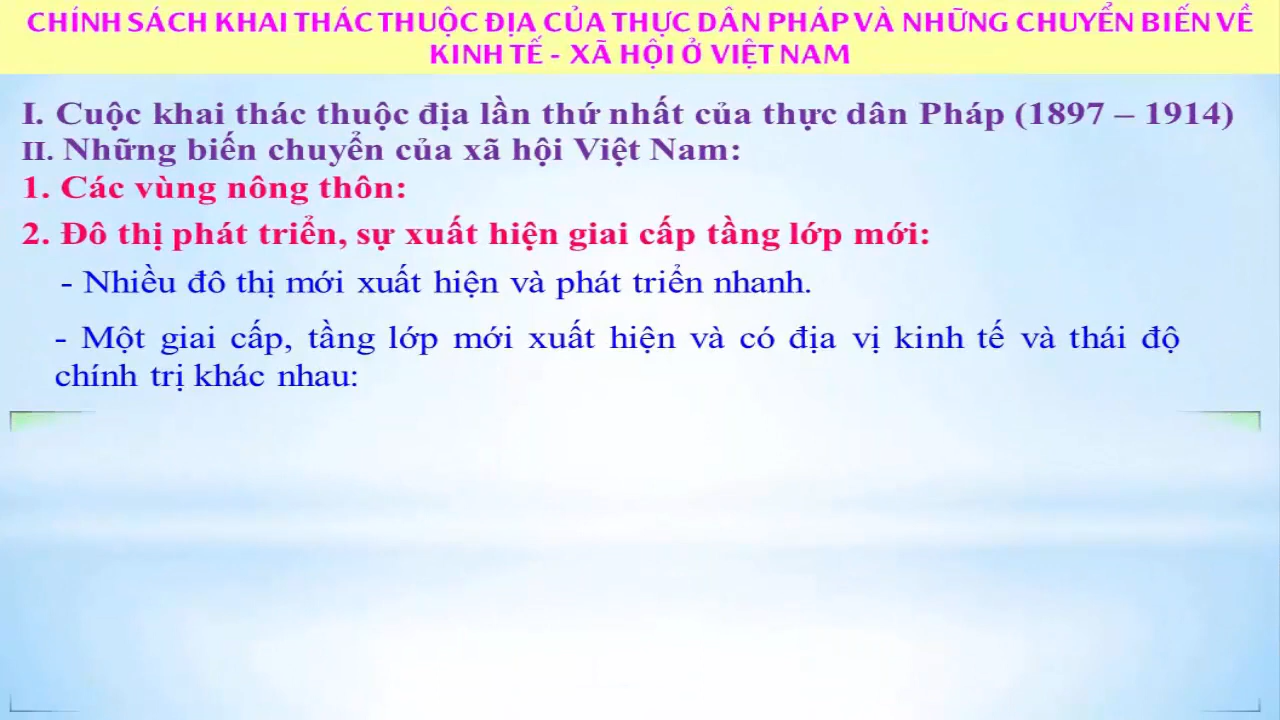 CHÍNH SÁCH KHAI THÁC THUỘC ĐỊA CỦA THỰC DÂN PHÁP VÀ NHỮNG CHUYỂN BIẾN VỀ
KINH TẾ - XÃ HỘI Ở VIỆT NAM
I. Cuộc khai thác thuộc địa lần thứ nhất của thực dân Pháp (1897 – 1914)
II. Những biến chuyển của xã hội Việt Nam:
1. Các vùng nông thôn:
2. Đô thị phát triển, sự xuất hiện giai cấp tầng lớp mới:
- Nhiều đô thị mới xuất hiện và phát triển nhanh.
- Một giai cấp, tầng lớp mới xuất hiện và có địa vị kinh tế và thái độ
chính trị khác nhau: